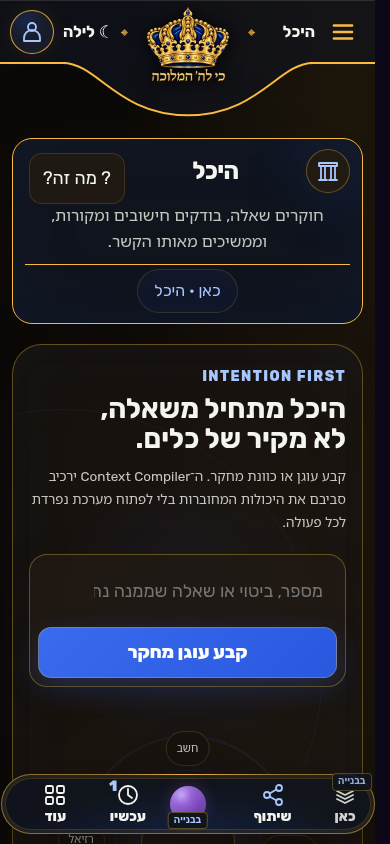 היכל
☾ לילה
כי לה' המלוכה
היכל
? מה זה?
חוקרים שאלה, בודקים חישובים ומקורות,
וממשיכים מאותו הקשר.
כאן • היכל
INTENTION FIRST
היכל מתחיל משאלה,
לא מקיר של כלים.
קבע עוגן או כוונת מחקר. ה־Context Compiler ירכיב
סביבם את היכולות המחוברות בלי לפתוח מערכת נפרדת
לכל פעולה.
מספר, ביטוי או שאלה שממנה נת
קבע עוגן מחקר
חשב
רזיאל
בבנייה
כאן
שיתוף
בבנייה
1
עכשיו
עוד